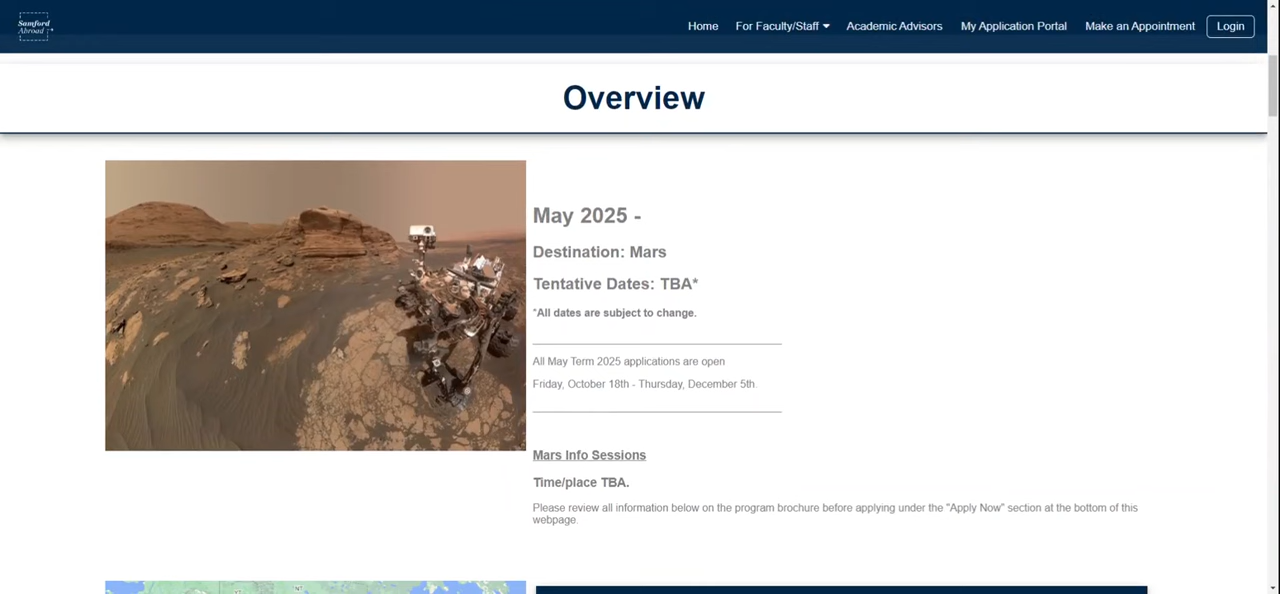 Samford
Abroad
Home
For Faculty/Staff
Academic Advisors
My Application Portal
Make an Appointment
Login
Overview
May 2025 -
Destination: Mars
Tentative Dates: TBA*
*All dates are subject to change.
All May Term 2025 applications are open
Friday, October 18th - Thursday, December 5th.
Mars Info Sessions
Time/place TBA.
Please review all information below on the program brochure before applying under the "Apply Now" section at the bottom of this
webpage.